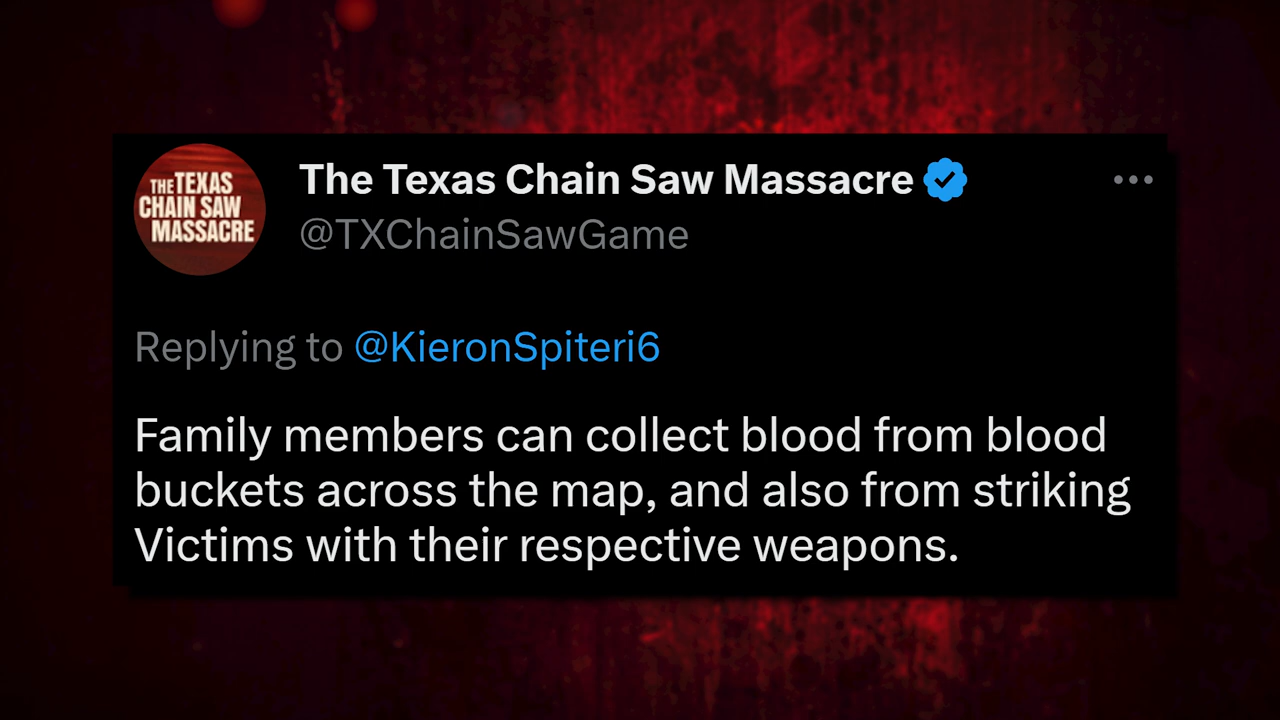 THE TEXAS
CHAIN SAW
MASSACRE
The Texas Chain Saw Massacre
@TXChainSawGame
Replying to @KieronSpiteri6
Family members can collect blood from blood
buckets across the map, and also from striking
Victims with their respective weapons.